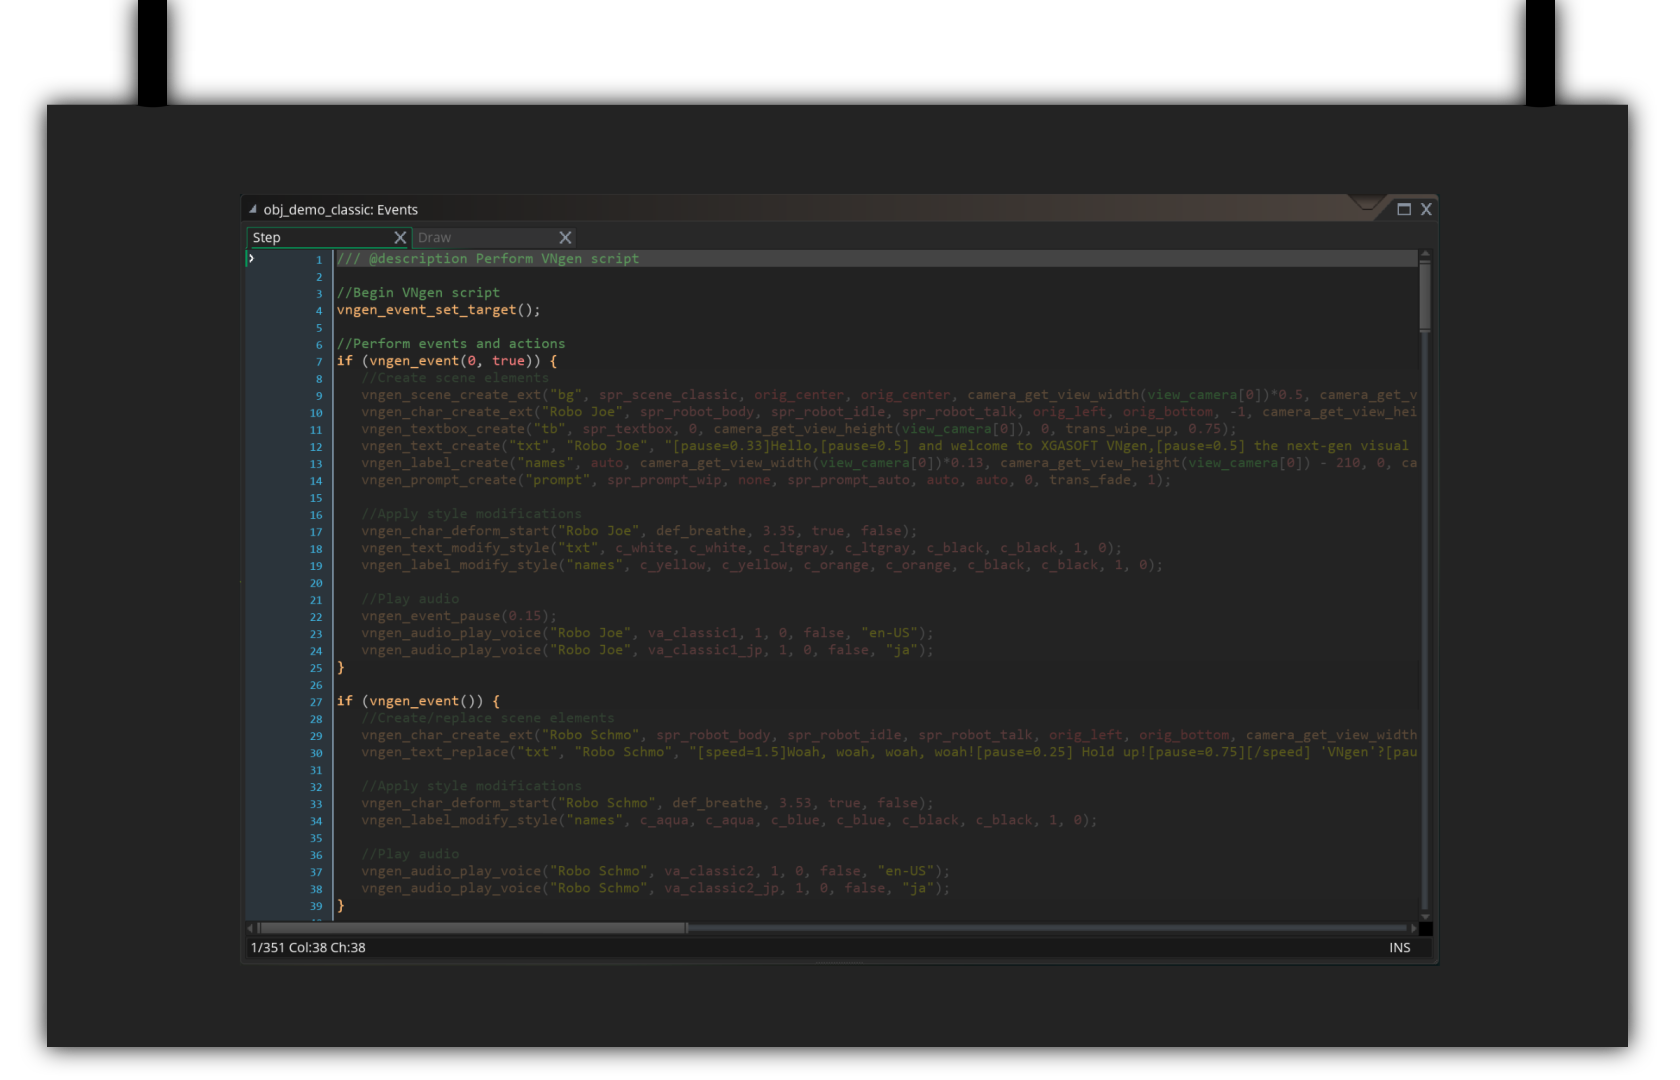 obj_demo_classic: Events
Step
Draw
1 /// @description Perform VNgen script
2
3 //Begin VNgen script
4 vngen_event_set_target();
5
6 //Perform events and actions
7 if (vngen_event(0, true)) {
8 //Create scene elements
9 vngen_scene_create_ext("bg", spr_scene_classic, orig_center, orig_center, camera_get_view_width(view_camera[0])*0.5, camera_get_v
10 vngen_char_create_ext("Robo Joe", spr_robot_body, spr_robot_idle, spr_robot_talk, orig_left, orig_bottom, -1, camera_get_view_hei
11 vngen_textbox_create("tb", spr_textbox, 0, camera_get_view_height(view_camera[0]), 0, trans_wipe_up, 0.75);
12 vngen_text_create("txt", "Robo Joe", "[pause=0.33]Hello,[pause=0.5] and welcome to XGASOFT VNgen,[pause=0.5] the next-gen visual
13 vngen_label_create("names", auto, camera_get_view_width(view_camera[0])*0.13, camera_get_view_height(view_camera[0]) - 210, 0, ca
14 vngen_prompt_create("prompt", spr_prompt_wip, none, spr_prompt_auto, auto, auto, 0, trans_fade, 1);
15
16 //Apply style modifications
17 vngen_char_deform_start("Robo Joe", def_breathe, 3.35, true, false);
18 vngen_text_modify_style("txt", c_white, c_white, c_ltgray, c_ltgray, c_black, c_black, 1, 0);
19 vngen_label_modify_style("names", c_yellow, c_yellow, c_orange, c_orange, c_black, c_black, 1, 0);
20
21 //Play audio
22 vngen_event_pause(0.15);
23 vngen_audio_play_voice("Robo Joe", va_classic1, 1, 0, false, "en-US");
24 vngen_audio_play_voice("Robo Joe", va_classic1_jp, 1, 0, false, "ja");
25 }
26
27 if (vngen_event()) {
28 //Create/replace scene elements
29 vngen_char_create_ext("Robo Schmo", spr_robot_body, spr_robot_idle, spr_robot_talk, orig_left, orig_bottom, camera_get_view_width
30 vngen_text_replace("txt", "Robo Schmo", "[speed=1.5]Woah, woah, woah, woah![pause=0.25] Hold up![pause=0.75][/speed] 'VNgen'?[pau
31
32 //Apply style modifications
33 vngen_char_deform_start("Robo Schmo", def_breathe, 3.53, true, false);
34 vngen_label_modify_style("names", c_aqua, c_aqua, c_blue, c_blue, c_black, c_black, 1, 0);
35
36 //Play audio
37 vngen_audio_play_voice("Robo Schmo", va_classic2, 1, 0, false, "en-US");
38 vngen_audio_play_voice("Robo Schmo", va_classic2_jp, 1, 0, false, "ja");
39 }
1/351 Col:38 Ch:38
INS